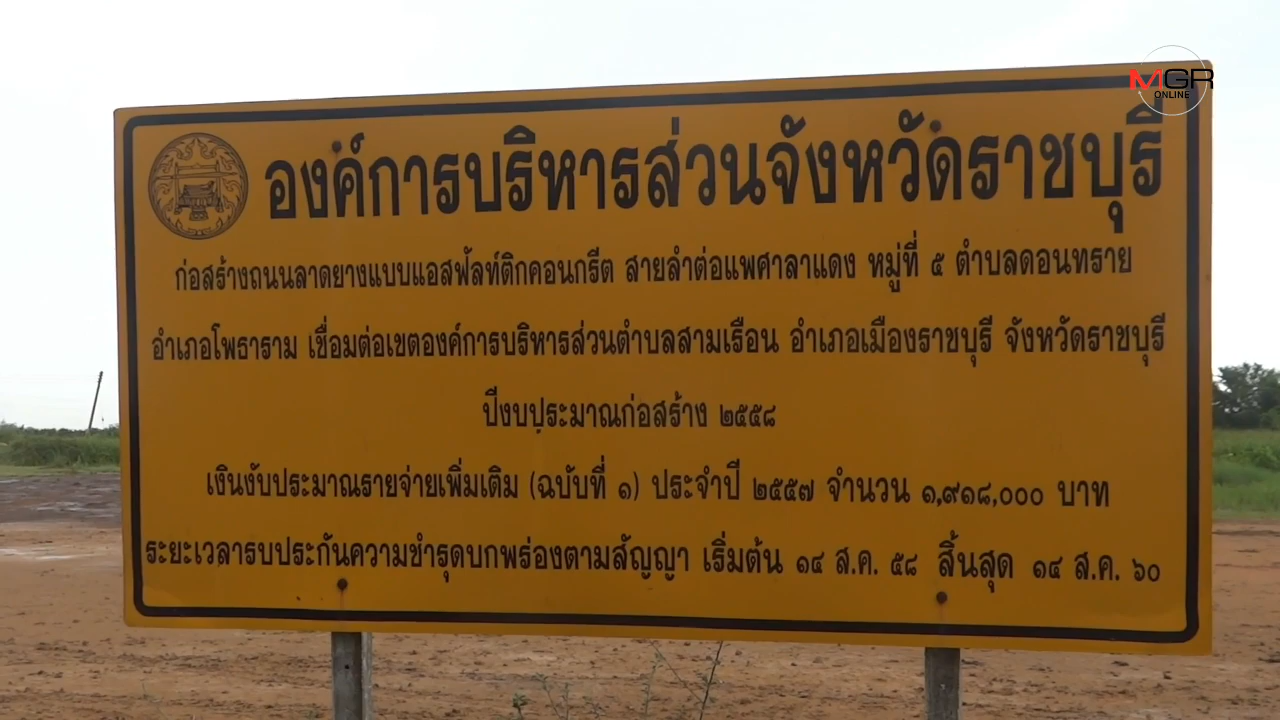 MGR
ONLINE
องค์การบริหารส่วนจังหวัดราชบุรี
ก่อสร้างถนนลาดยางแบบแอสฟัลท์ติกคอนกรีต สายลำต่อแพศาลาแดง หมู่ที่ ๕ ตำบลดอนทราย
อำเภอโพธาราม เชื่อมต่อเขตองค์การบริหารส่วนตำบลสามเรือน อำเภอเมืองราชบุรี จังหวัดราชบุรี
ปีงบประมาณก่อสร้าง ๒๕๕๘
เงินงับประมาณรายจ่ายเพิ่มเติม (ฉบับที่ ๑) ประจำปี ๒๕๕๗ จำนวน ๑,๙๑๘,๐๐๐ บาท
ระยะเวลารบประกันความชำรุดบกพร่องตามสัญญา เริ่มต้น ๑๔ ส.ค. ๕๘ สิ้นสุด ๑๔ ส.ค. ๖๐